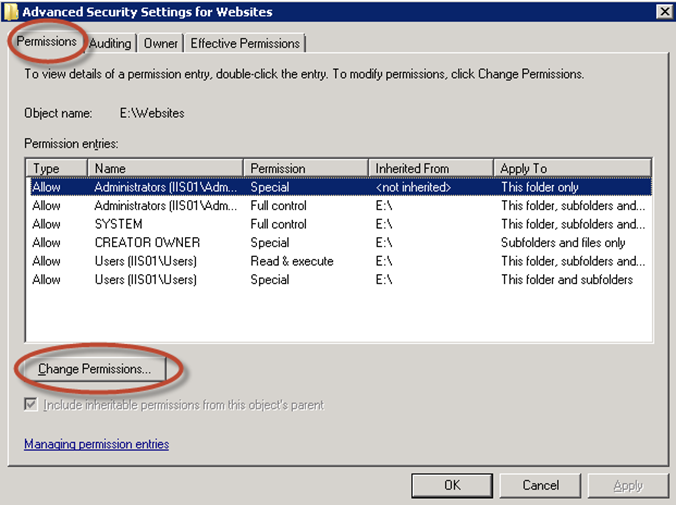 Advanced Security Settings for Websites
Permissions Auditing Owner Effective Permissions
To view details of a permission entry, double-click the entry. To modify permissions, click Change Permissions.
Object name: E:\Websites
Permission entries:
Type Name Permission Inherited From Apply To
Allow Administrators (IIS01\Adm... Special <not inherited> This folder only
Allow Administrators (IIS01\Adm... Full control E:\ This folder, subfolders and...
Allow SYSTEM Full control E:\ This folder, subfolders and...
Allow CREATOR OWNER Special E:\ Subfolders and files only
Allow Users (IIS01\Users) Read & execute E:\ This folder, subfolders and...
Allow Users (IIS01\Users) Special E:\ This folder and subfolders
Change Permissions...
Include inheritable permissions from this object's parent
Managing permission entries
OK Cancel Apply